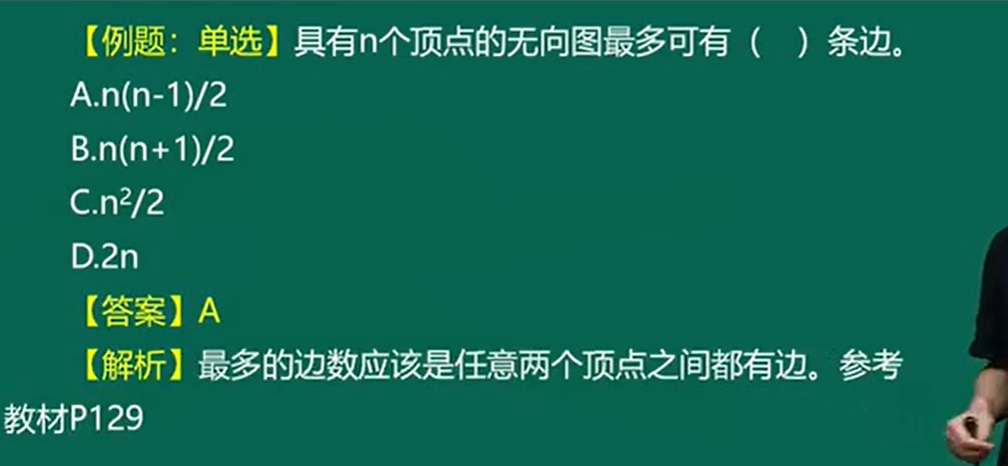 【例题：单选】具有n个顶点的无向图最多可有（　）条边。
A.n(n-1)/2
B.n(n+1)/2
C.n²/2
D.2n
【答案】A
【解析】最多的边数应该是任意两个顶点之间都有边。参考
教材P129